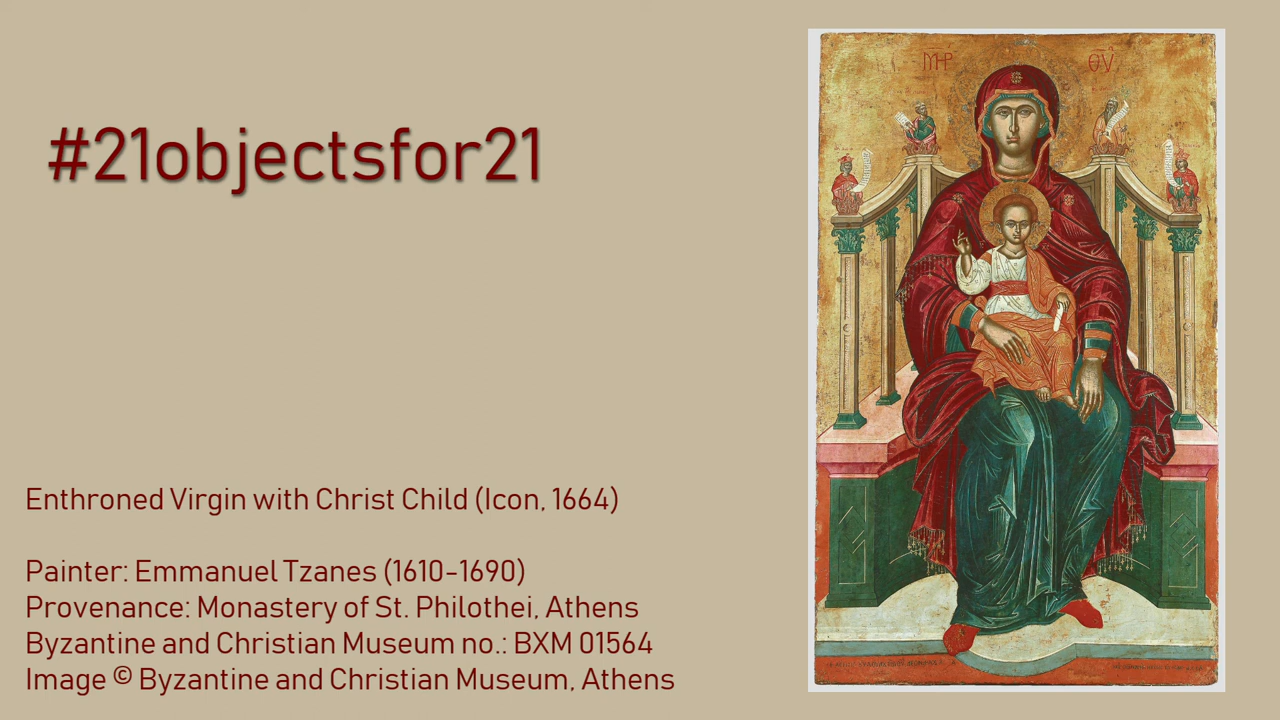 #21objectsfor21
Enthroned Virgin with Christ Child (Icon, 1664)
Painter: Emmanuel Tzanes (1610-1690)
Provenance: Monastery of St. Philothei, Athens
Byzantine and Christian Museum no.: BXM 01564
Image © Byzantine and Christian Museum, Athens
ΜΡ ΘΥ